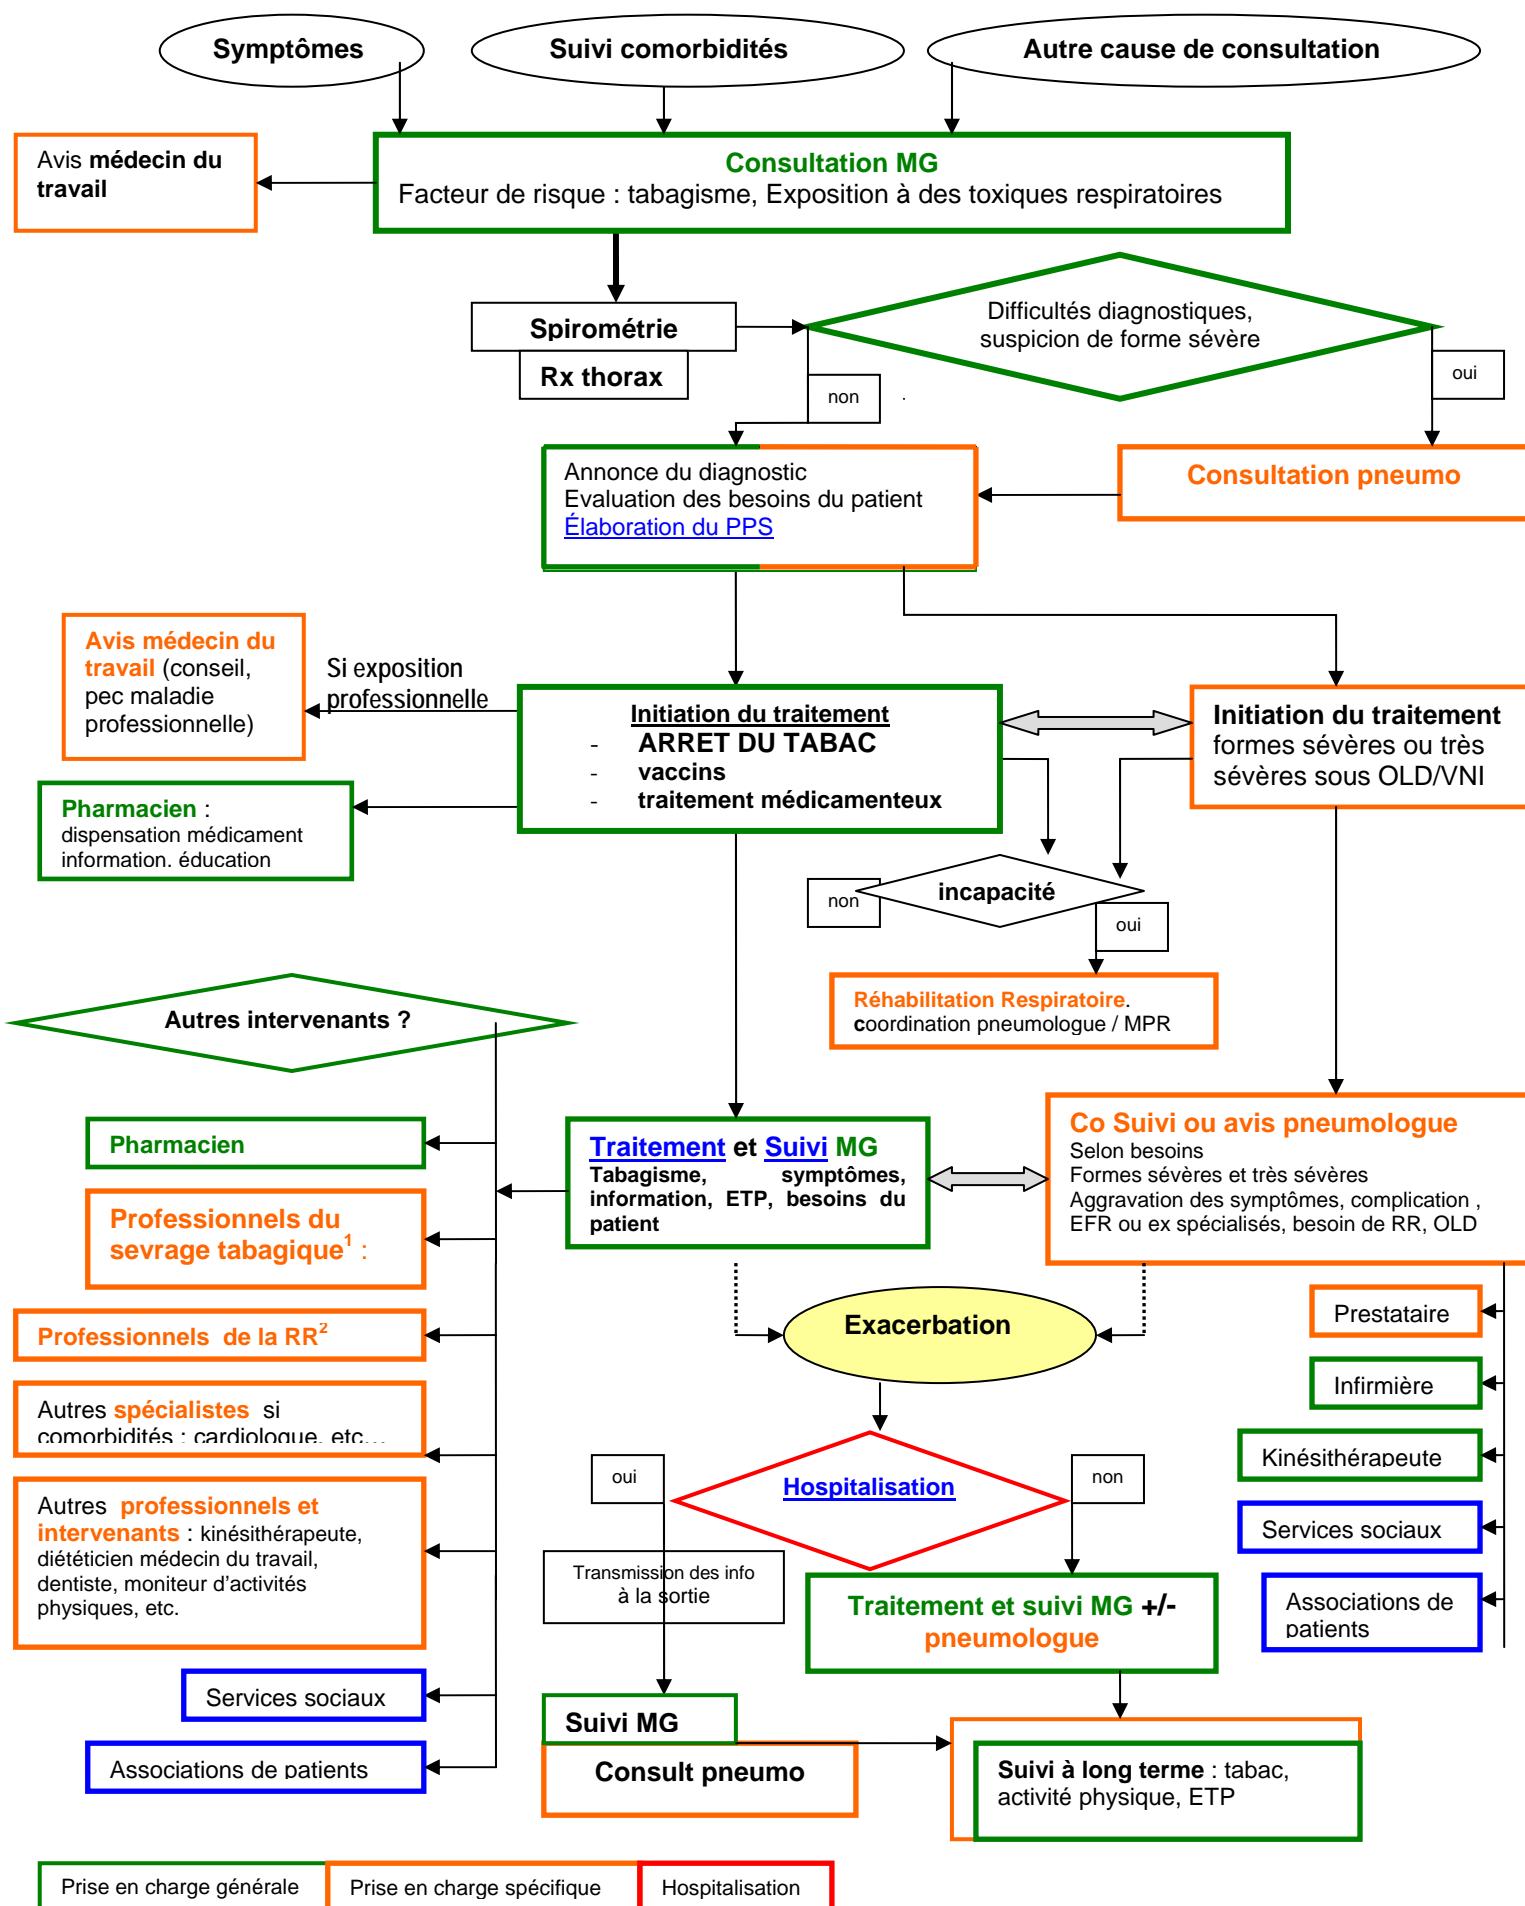 Symptômes
Suivi comorbidités
Autre cause de consultation
Avis médecin du
travail
Consultation MG
Facteur de risque : tabagisme, Exposition à des toxiques respiratoires
Spirométrie
Rx thorax
Difficultés diagnostiques,
suspicion de forme sévère
non
.
oui
Annonce du diagnostic
Evaluation des besoins du patient
Élaboration du PPS
Consultation pneumo
Avis médecin du
travail (conseil,
pec maladie
professionnelle)
Si exposition
professionnelle
Initiation du traitement
- ARRET DU TABAC
- vaccins
- traitement médicamenteux
Initiation du traitement
formes sévères ou très
sévères sous OLD/VNI
Pharmacien :
dispensation médicament
information. éducation
incapacité
non
oui
Réhabilitation Respiratoire.
coordination pneumologue / MPR
Autres intervenants ?
Pharmacien
Professionnels du
sevrage tabagique1 :
Professionnels de la RR2
Autres spécialistes si
comorbidités : cardiologue, etc…
Autres professionnels et
intervenants : kinésithérapeute,
diététicien médecin du travail,
dentiste, moniteur d'activités
physiques, etc.
Services sociaux
Associations de patients
Traitement et Suivi MG
Tabagisme, symptômes,
information, ETP, besoins du
patient
Co Suivi ou avis pneumologue
Selon besoins
Formes sévères et très sévères
Aggravation des symptômes, complication ,
EFR ou ex spécialisés, besoin de RR, OLD
Exacerbation
Prestataire
Infirmière
Kinésithérapeute
Services sociaux
Associations de
patients
oui
Hospitalisation
non
Transmission des info
à la sortie
Traitement et suivi MG +/-
pneumologue
Suivi MG
Consult pneumo
Suivi à long terme : tabac,
activité physique, ETP
Prise en charge générale
Prise en charge spécifique
Hospitalisation